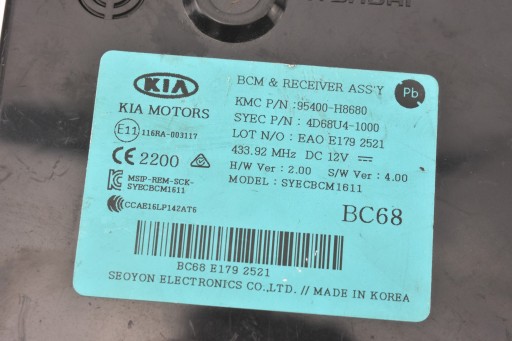 HYUNDAI
KIA
KIA MOTORS
BCM & RECEIVER ASS'Y
Pb
KMC P/N : 95400-H8680
SYEC P/N : 4D68U4-1000
LOT N/O : EAO E179 2521
433.92 MHz DC 12V
H/W Ver : 2.00 S/W Ver : 4.00
MODEL : SYECBCM1611
E11 116RA-003117
CE 2200
MSIP-REM-SCK-
SYECBCM1611
CCAE16LP142AT6
BC68
BC68 E179 2521
SEOYON ELECTRONICS CO.,LTD. // MADE IN KOREA